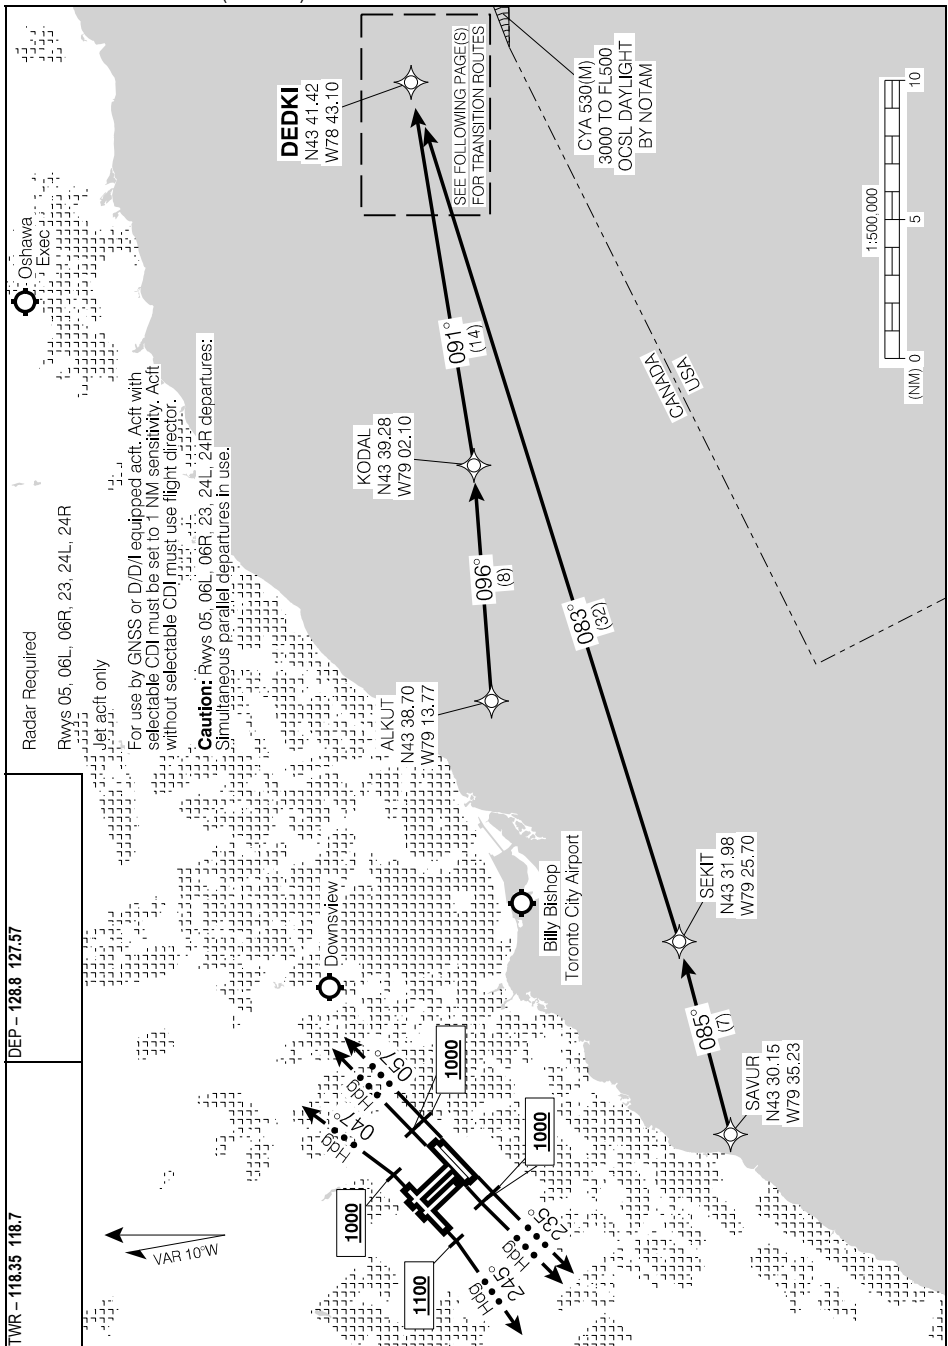 TWR – 118.35 118.7
DEP – 128.8 127.57
Radar Required
Rwys 05, 06L, 06R, 23, 24L, 24R
Jet acft only
For use by GNSS or D/D/I equipped acft. Acft with
selectable CDI must be set to 1 NM sensitivity. Acft
without selectable CDI must use flight director.
Caution: Rwys 05, 06L, 06R, 23, 24L, 24R departures:
Simultaneous parallel departures in use.
Oshawa
Exec
DEDKI
N43 41.42
W78 43.10
SEE FOLLOWING PAGE(S)
FOR TRANSITION ROUTES
CYA 530(M)
3000 TO FL500
OCSL DAYLIGHT
BY NOTAM
1:500,000
(NM) 0
5
10
CANADA
USA
091°
(14)
KODAL
N43 39.28
W79 02.10
096°
(8)
ALKUT
N43 38.70
W79 13.77
083°
(32)
SEKIT
N43 31.98
W79 25.70
085°
(7)
SAVUR
N43 30.15
W79 35.23
Billy Bishop
Toronto City Airport
Downsview
VAR 10°W
Hdg
047°
Hdg
057°
1000
1000
1000
1100
Hdg
245°
Hdg
235°